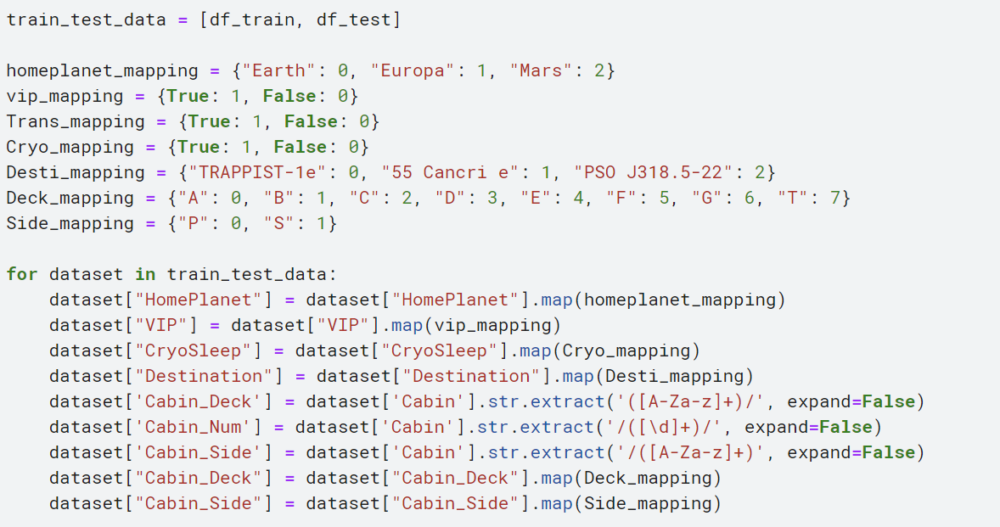 train_test_data = [df_train, df_test]

homeplanet_mapping = {"Earth": 0, "Europa": 1, "Mars": 2}
vip_mapping = {True: 1, False: 0}
Trans_mapping = {True: 1, False: 0}
Cryo_mapping = {True: 1, False: 0}
Desti_mapping = {"TRAPPIST-1e": 0, "55 Cancri e": 1, "PSO J318.5-22": 2}
Deck_mapping = {"A": 0, "B": 1, "C": 2, "D": 3, "E": 4, "F": 5, "G": 6, "T": 7}
Side_mapping = {"P": 0, "S": 1}

for dataset in train_test_data:
    dataset["HomePlanet"] = dataset["HomePlanet"].map(homeplanet_mapping)
    dataset["VIP"] = dataset["VIP"].map(vip_mapping)
    dataset["CryoSleep"] = dataset["CryoSleep"].map(Cryo_mapping)
    dataset["Destination"] = dataset["Destination"].map(Desti_mapping)
    dataset['Cabin_Deck'] = dataset['Cabin'].str.extract('([A-Za-z]+)/', expand=False)
    dataset['Cabin_Num'] = dataset['Cabin'].str.extract('/([\d]+)/', expand=False)
    dataset['Cabin_Side'] = dataset['Cabin'].str.extract('/([A-Za-z]+)', expand=False)
    dataset["Cabin_Deck"] = dataset["Cabin_Deck"].map(Deck_mapping)
    dataset["Cabin_Side"] = dataset["Cabin_Side"].map(Side_mapping)